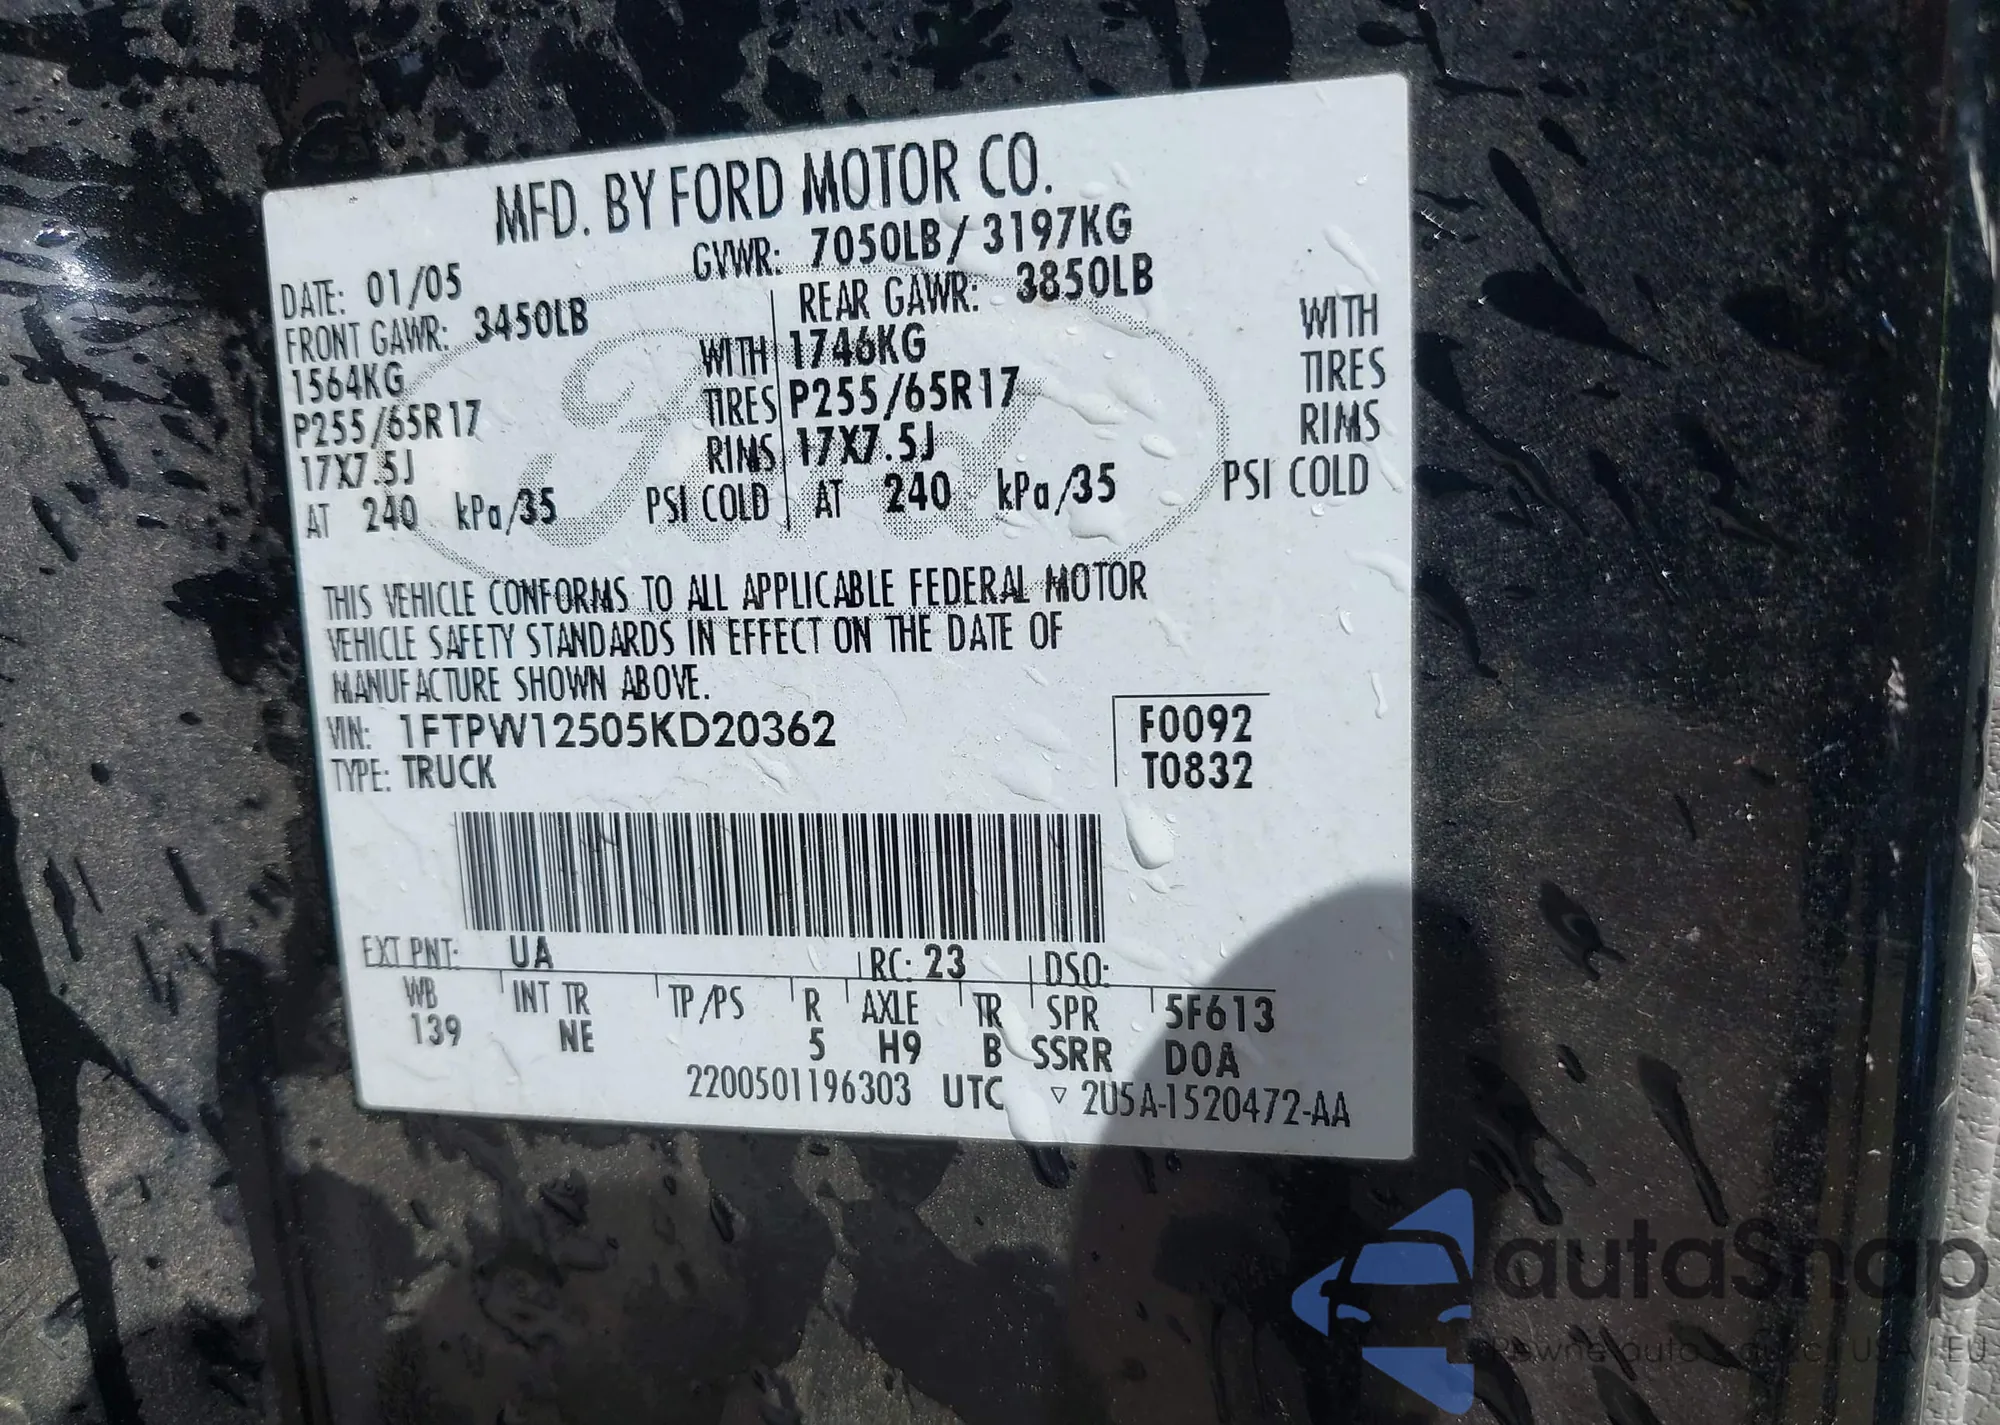 MFD. BY FORD MOTOR CO.
DATE: 01/05 GVWR: 7050LB/3197KG
FRONT GAWR: 3450LB REAR GAWR: 3850LB
1564KG WITH 1746KG WITH
P255/65R17 TIRES P255/65R17 TIRES
17X7.5J RIMS 17X7.5J RIMS
AT 240 kPa/35 PSI COLD AT 240 kPa/35 PSI COLD
Ford
THIS VEHICLE CONFORMS TO ALL APPLICABLE FEDERAL MOTOR
VEHICLE SAFETY STANDARDS IN EFFECT ON THE DATE OF
MANUFACTURE SHOWN ABOVE.
VIN: 1FTPW12505KD20362 F0092
TYPE: TRUCK T0832
EXT PNT: UA RC: 23 DSO:
WB INT TR TP/PS R AXLE TR SPR 5F613
139 NE 5 H9 B SSRR DOA
2200501196303 UTC ▽ 2U5A-1520472-AA
autoSnap
USA EU